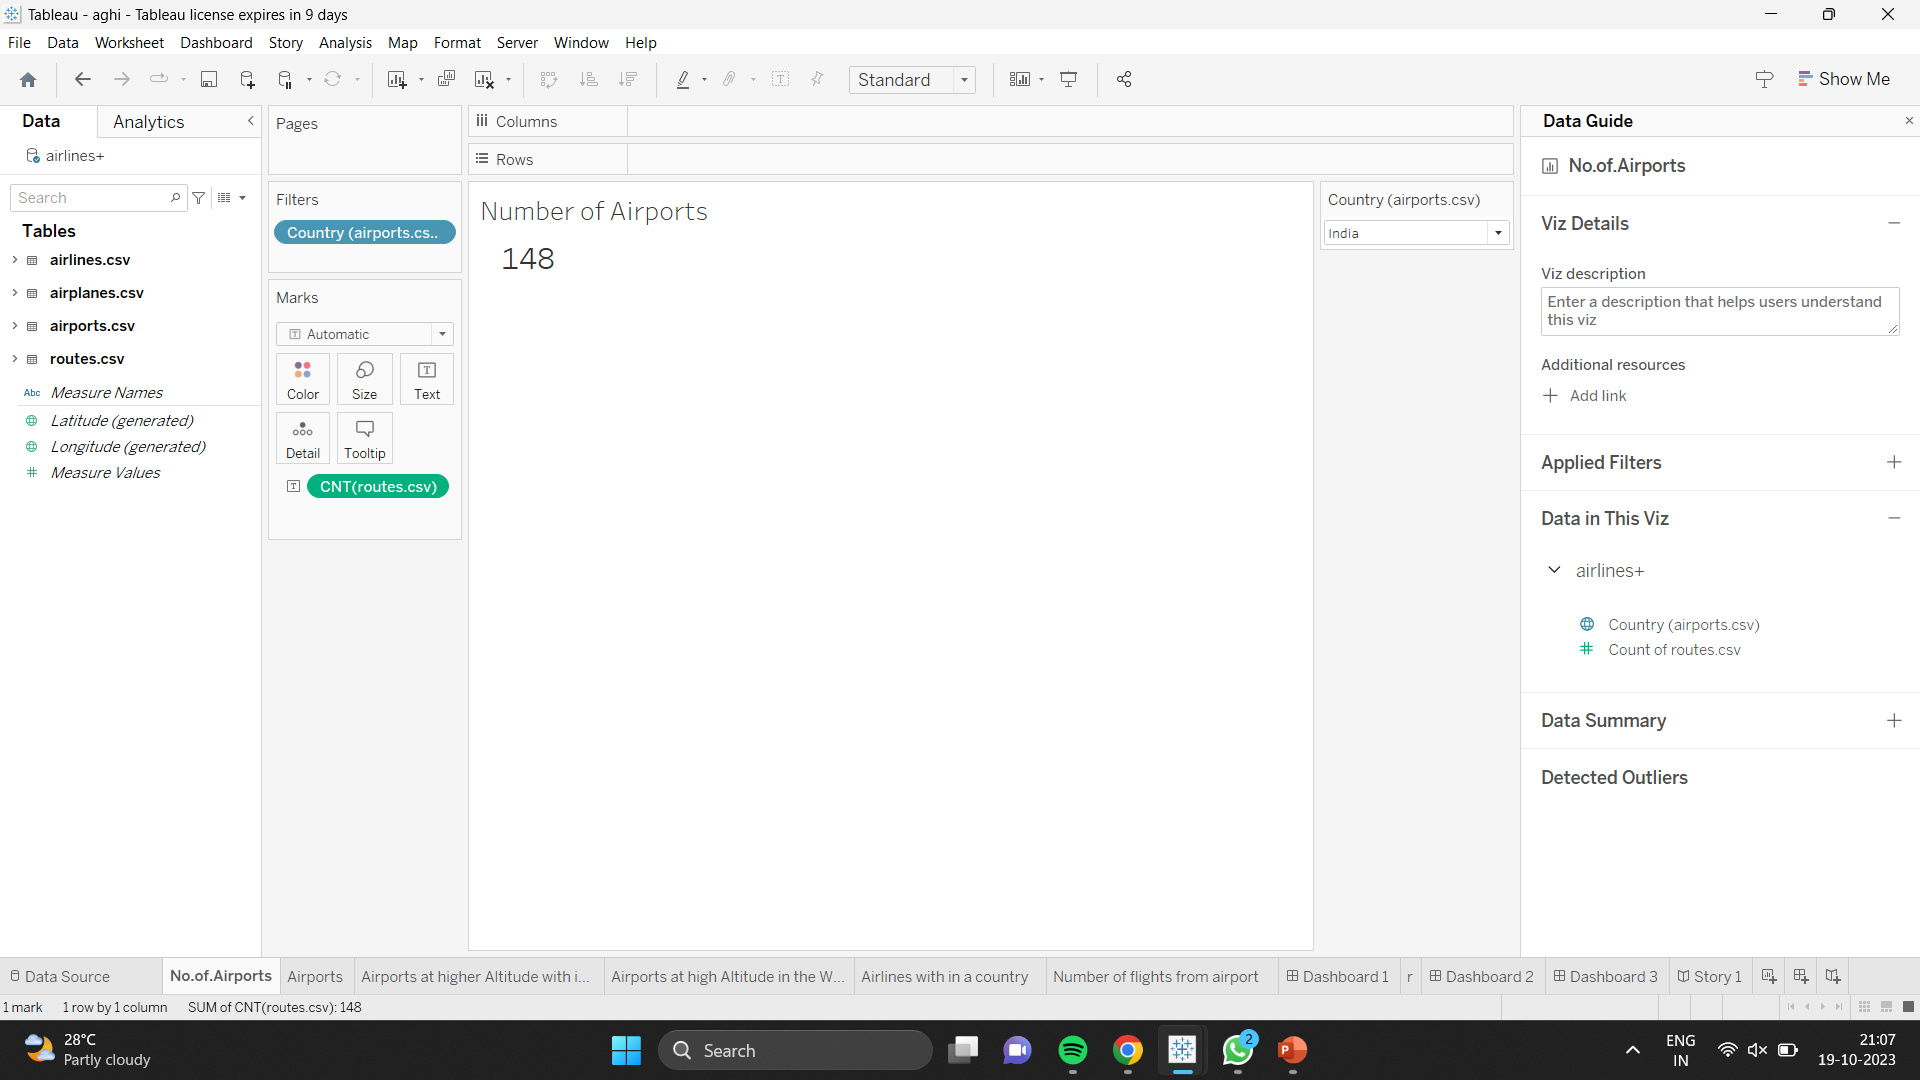 Tableau - aghi - Tableau license expires in 9 days
File Data Worksheet Dashboard Story Analysis Map Format Server Window Help
Standard
Show Me
Data
Analytics
airlines+
Search
Tables
airlines.csv
airplanes.csv
airports.csv
routes.csv
Abc Measure Names
Latitude (generated)
Longitude (generated)
Measure Values
Pages
Filters
Country (airports.cs..
Marks
Automatic
Color
Size
Text
Detail
Tooltip
CNT(routes.csv)
Columns
Rows
Number of Airports
148
Country (airports.csv)
India
Data Guide
No.of.Airports
Viz Details
Viz description
Enter a description that helps users understand
this viz
Additional resources
Add link
Applied Filters
Data in This Viz
airlines+
Country (airports.csv)
Count of routes.csv
Data Summary
Detected Outliers
Data Source
No.of.Airports
Airports
Airports at higher Altitude with i...
Airports at high Altitude in the W...
Airlines with in a country
Number of flights from airport
Dashboard 1
r
Dashboard 2
Dashboard 3
Story 1
1 mark 1 row by 1 column SUM of CNT(routes.csv): 148
28°C
Partly cloudy
Search
2
ENG
IN
21:07
19-10-2023